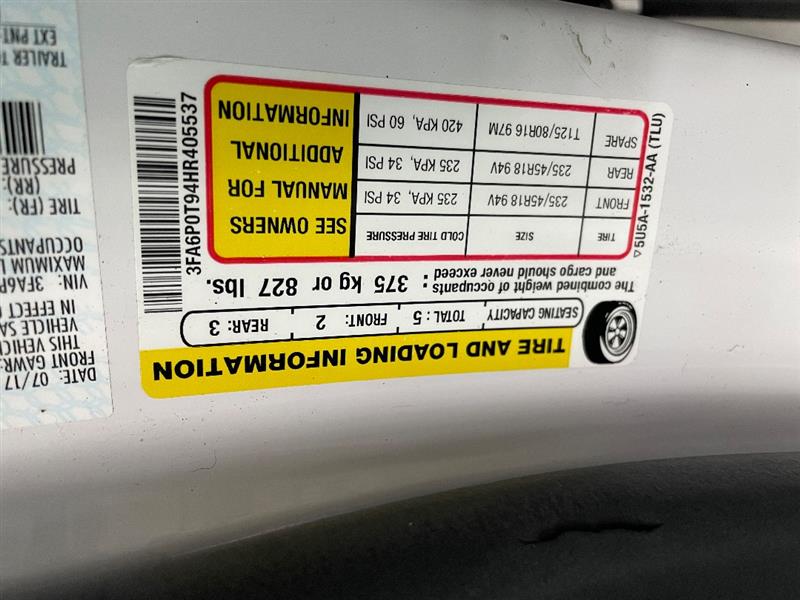 TIRE AND LOADING INFORMATION
SEATING CAPACITY TOTAL : 5 FRONT: 2 REAR: 3
The combined weight of occupants and cargo should never exceed : 375 kg or 827 lbs.
TIRE SIZE COLD TIRE PRESSURE
FRONT 235/45R18 94V 235 KPA, 34 PSI
REAR 235/45R18 94V 235 KPA, 34 PSI
SPARE T125/80R16 97M 420 KPA, 60 PSI
SEE OWNERS
MANUAL FOR
ADDITIONAL
INFORMATION
5U5A-1532-AA (TLU)
3FA6P0T94HR405537
DATE: 07/17
FRONT GAWR:
THIS VEHIC
VEHICLE SA
IN EFFECT
VIN: 3FA6P
MAXIMUM L
OCCUPANTS
TIRE (FR):
(RR):
PRESSURE
TRAILER TO
EXT PNT